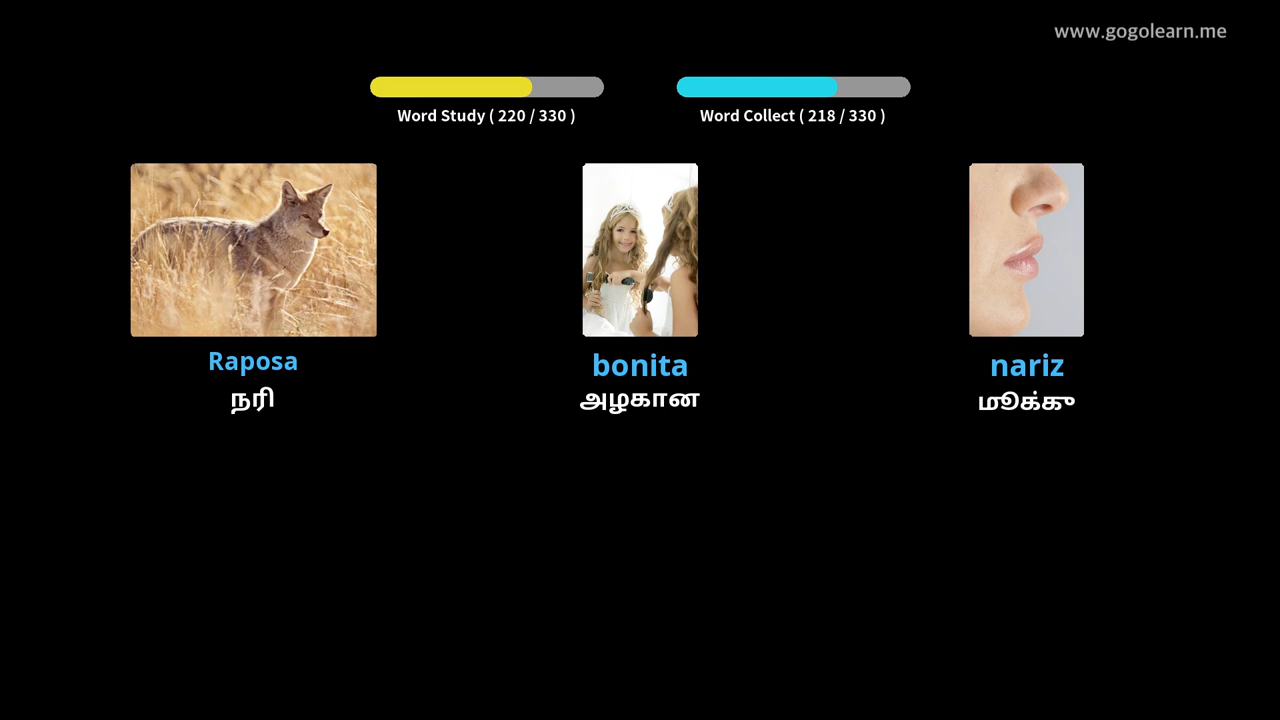 www.gogolearn.me
Word Study ( 220 / 330 )
Word Collect ( 218 / 330 )
Raposa
நரி
bonita
அழகான
nariz
மூக்கு